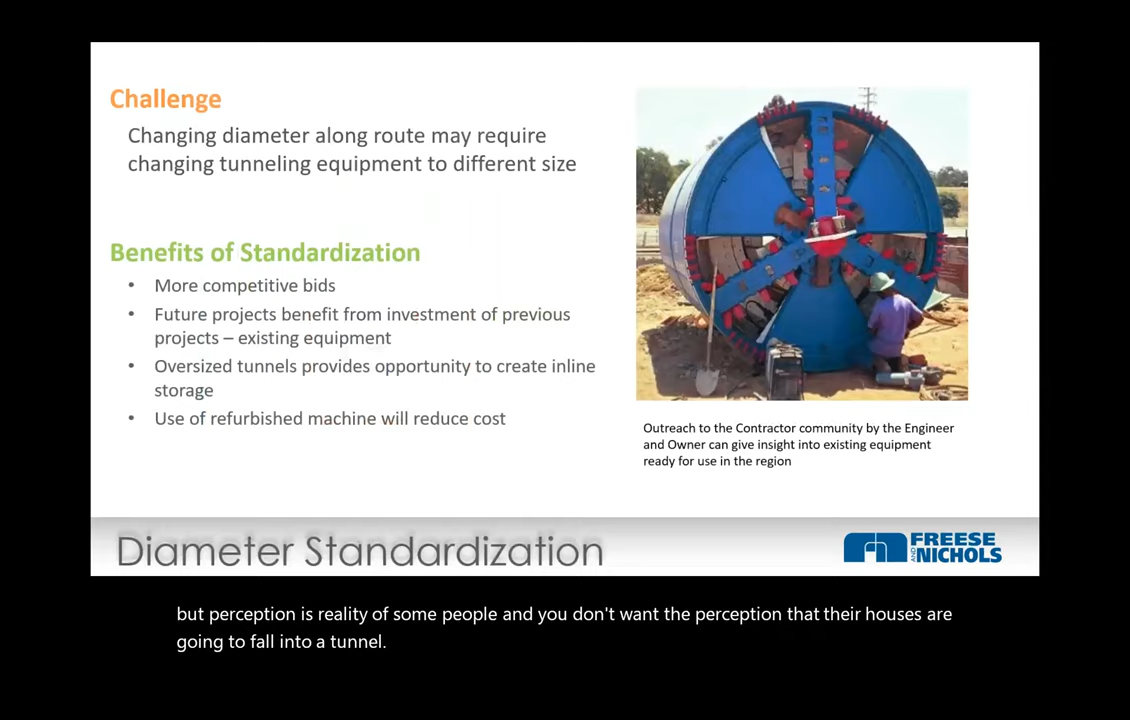 Challenge
Changing diameter along route may require
changing tunneling equipment to different size
Benefits of Standardization
• More competitive bids
• Future projects benefit from investment of previous
projects – existing equipment
• Oversized tunnels provides opportunity to create inline
storage
• Use of refurbished machine will reduce cost
Outreach to the Contractor community by the Engineer
and Owner can give insight into existing equipment
ready for use in the region
Diameter Standardization
FREESE
AND NICHOLS
but perception is reality of some people and you don't want the perception that their houses are
going to fall into a tunnel.